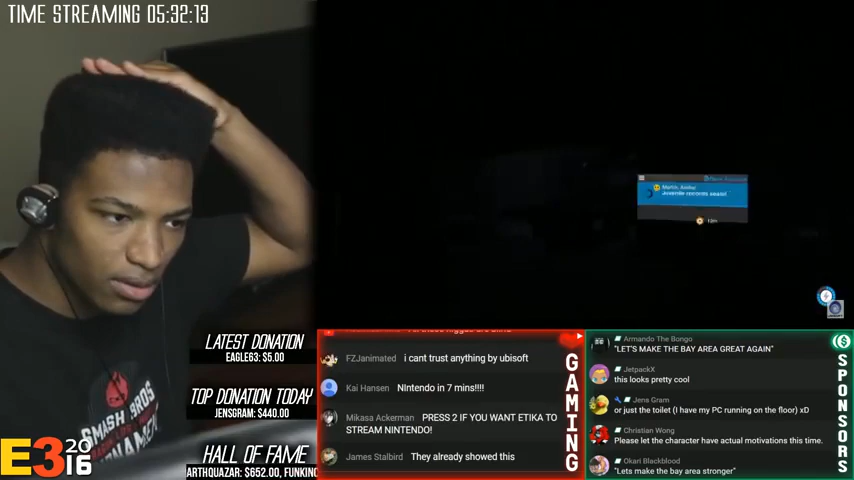 TIME STREAMING 05:32:13
LATEST DONATION
EAGLE63: $5.00
TOP DONATION TODAY
JENSGRAM: $440.00
HALL OF FAME
ARTHQUAZAR: $652.00, FUNKIN
E3 2016
SMASH BROS
FZJanimated i cant trust anything by ubisoft
Kai Hansen NIntendo in 7 mins!!!!
Mikasa Ackerman PRESS 2 IF YOU WANT ETIKA TO
STREAM NINTENDO!
James Stalbird They already showed this
GAMING
Armando The Bongo
"LET'S MAKE THE BAY AREA GREAT AGAIN"
JetpackX
this looks pretty cool
Jens Gram
or just the toilet (I have my PC running on the floor) xD
Christian Wong
Please let the character have actual motivations this time.
Okari Blackblood
"Lets make the bay area stronger"
SPONSORS